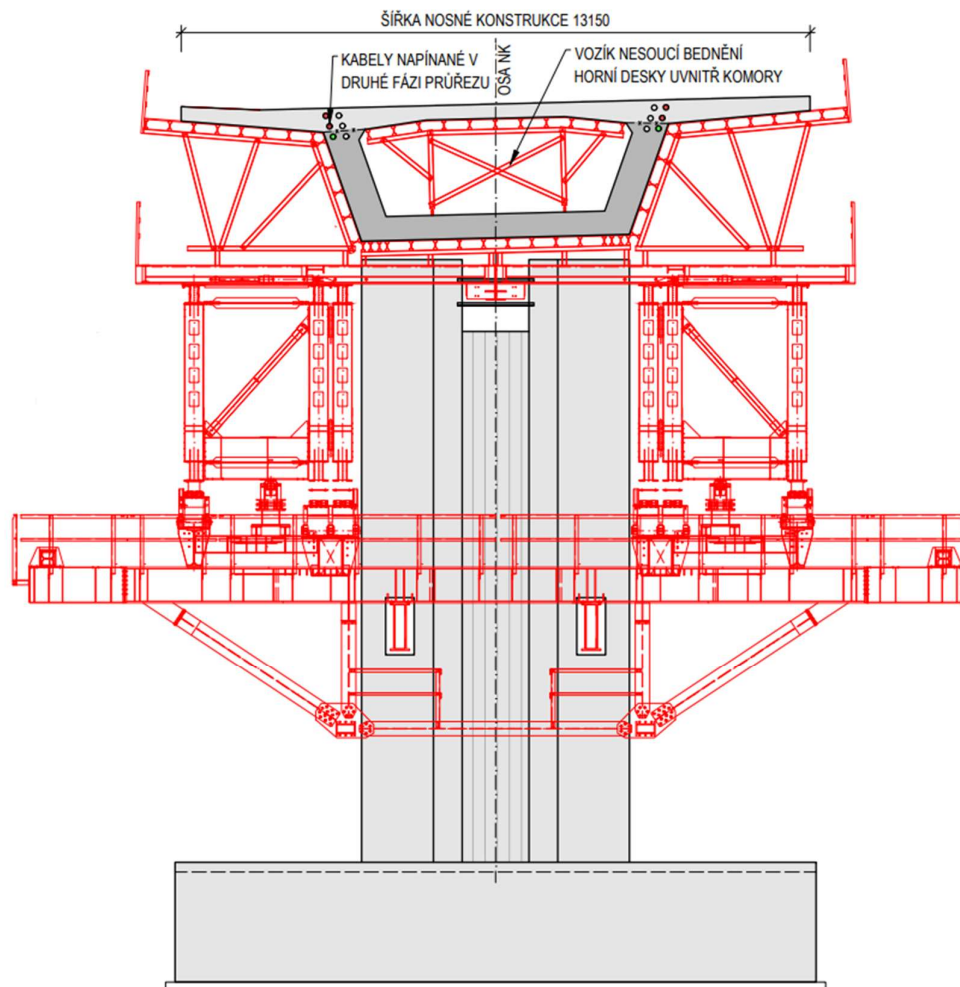 ŠÍŘKA NOSNÉ KONSTRUKCE 13150
KABELY NAPÍNANÉ V
DRUHÉ FÁZI PRŮŘEZU
OSA NK
VOZÍK NESOUCÍ BEDNĚNÍ
HORNÍ DESKY UVNITŘ KOMORY